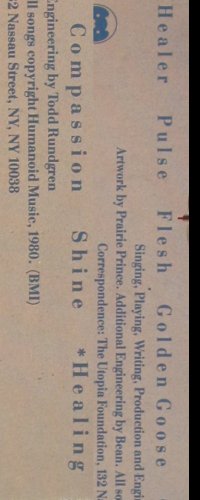 Healer Pulse Flesh Golden Goose
Singing, Playing, Writing, Production and Engi
Artwork by Prairie Prince. Additional Engineering by Bean. All so
Correspondence: The Utopia Foundation, 132 N
Compassion Shine *Healing
ngineering by Todd Rundgren
ll songs copyright Humanoid Music, 1980. (BMI)
2 Nassau Street, NY, NY 10038